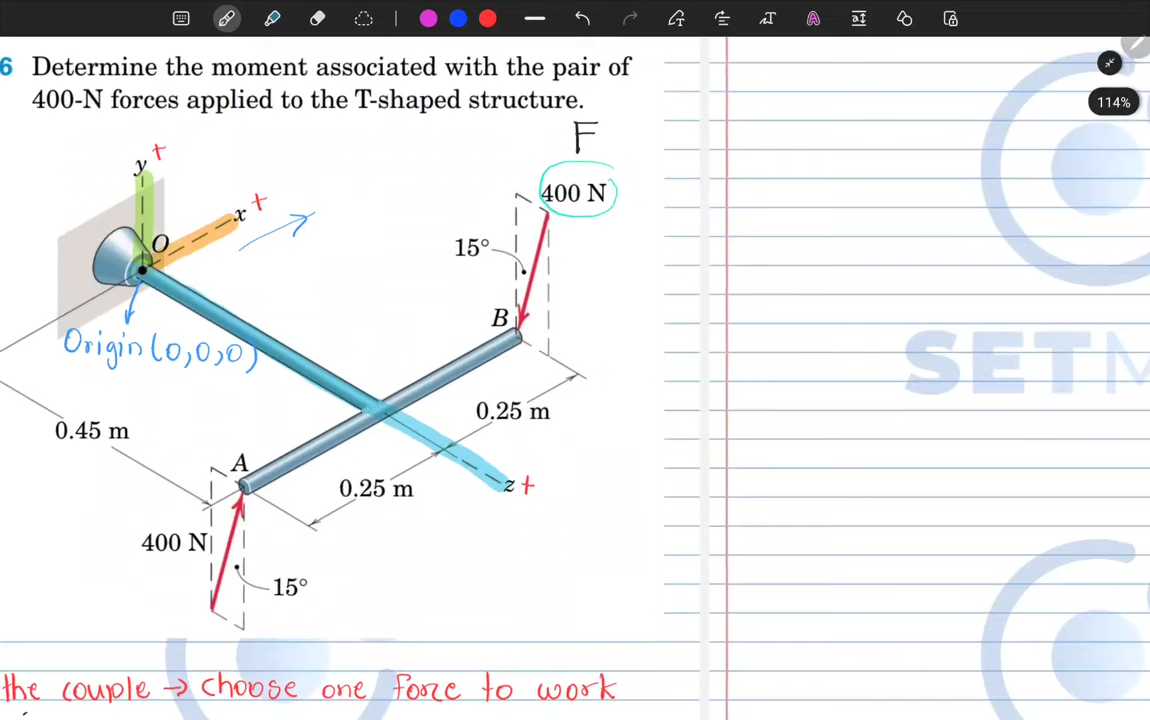 114%
6 Determine the moment associated with the pair of
400-N forces applied to the T-shaped structure.
F
y +
x +
400 N
O
15°
B
Origin (0,0,0)
SETM
0.25 m
0.45 m
A
0.25 m
z +
400 N
15°
the couple → choose one force to work